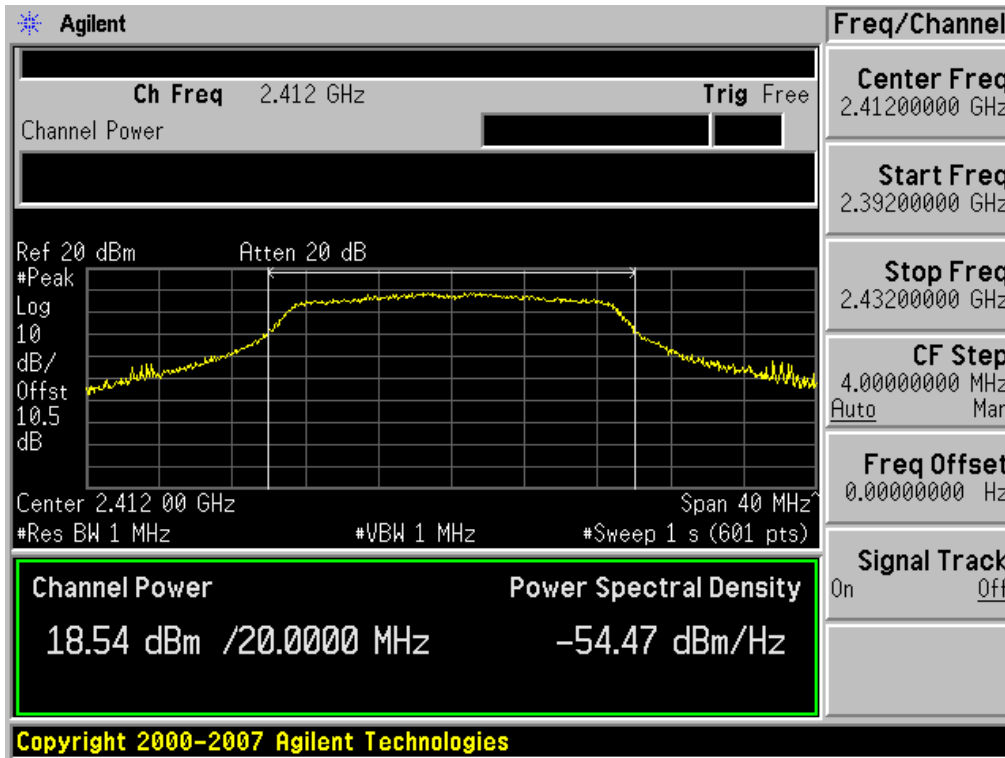 Agilent
Freq/Channel
Ch Freq 2.412 GHz Trig Free
Channel Power
Center Freq
2.41200000 GHz
Start Freq
2.39200000 GHz
Stop Freq
2.43200000 GHz
CF Step
4.00000000 MHz
Auto Man
Freq Offset
0.00000000 Hz
Signal Track
On Off
Ref 20 dBm Atten 20 dB
#Peak
Log
10
dB/
Offst
10.5
dB
Center 2.412 00 GHz Span 40 MHz^
#Res BW 1 MHz #VBW 1 MHz #Sweep 1 s (601 pts)
Channel Power Power Spectral Density
18.54 dBm /20.0000 MHz -54.47 dBm/Hz
Copyright 2000-2007 Agilent Technologies